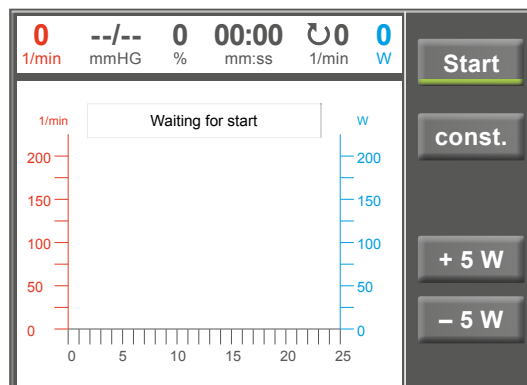 0 --/-- 0 00:00 ↻0 0
1/min mmHG % mm:ss 1/min W
Start
1/min Waiting for start W
const.
200 200
150 150
100 100
+ 5 W
50 50
– 5 W
0 0
0 5 10 15 20 25